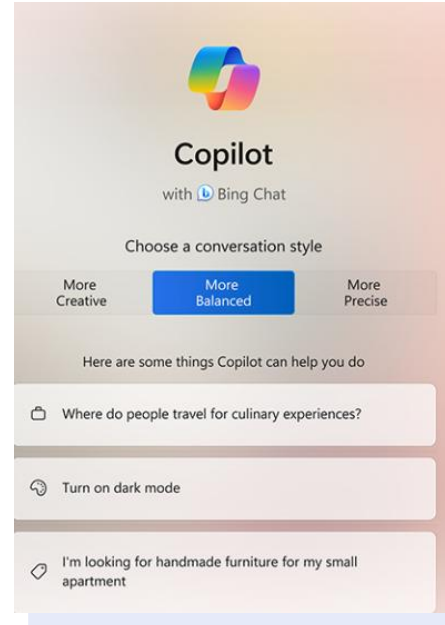 Copilot
with b Bing Chat
Choose a conversation style
More
Creative
More
Balanced
More
Precise
Here are some things Copilot can help you do
Where do people travel for culinary experiences?
Turn on dark mode
I'm looking for handmade furniture for my small
apartment